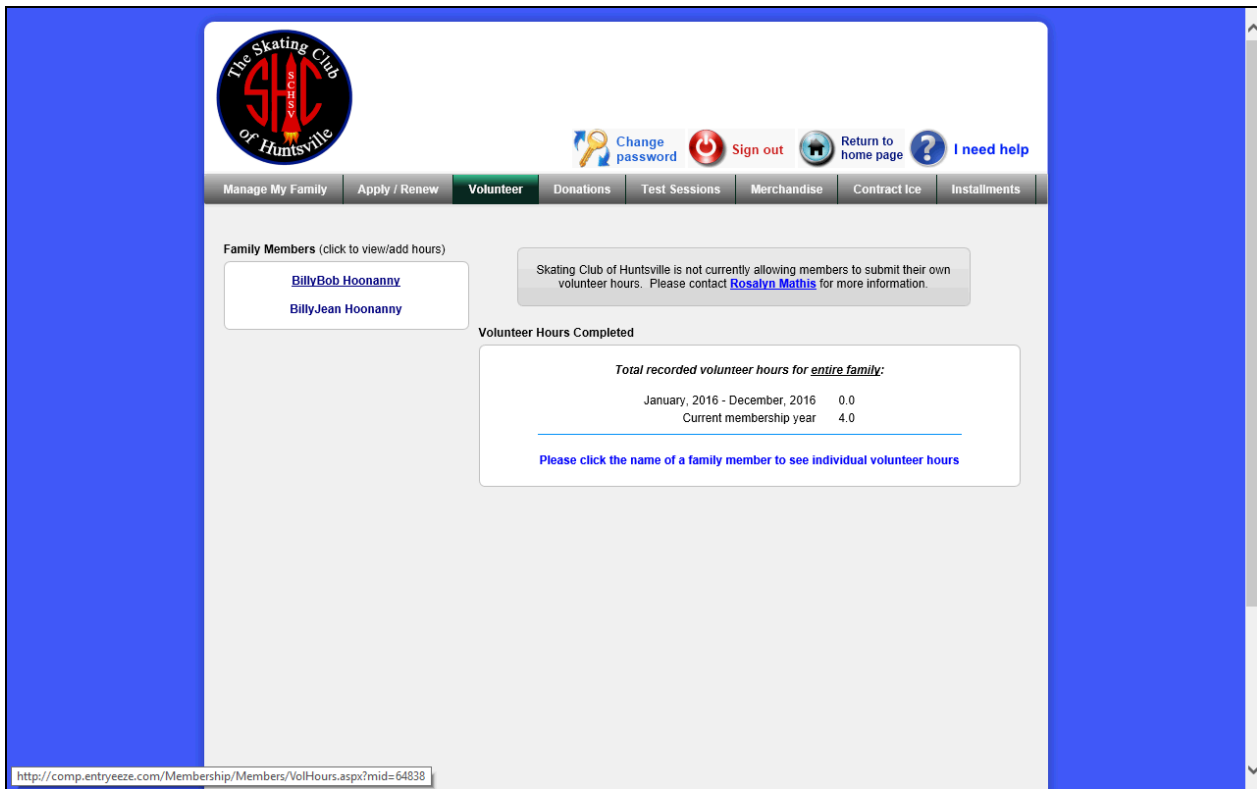 The Skating Club
SHC
SCHSV
of Huntsville
Change
password
Sign out
Return to
home page
I need help
Manage My Family
Apply / Renew
Volunteer
Donations
Test Sessions
Merchandise
Contract Ice
Installments
Family Members (click to view/add hours)
BillyBob Hoonanny
BillyJean Hoonanny
Skating Club of Huntsville is not currently allowing members to submit their own
volunteer hours. Please contact Rosalyn Mathis for more information.
Volunteer Hours Completed
Total recorded volunteer hours for entire family:
January, 2016 - December, 2016 0.0
Current membership year 4.0
Please click the name of a family member to see individual volunteer hours
http://comp.entryeeze.com/Membership/Members/VolHours.aspx?mid=64838